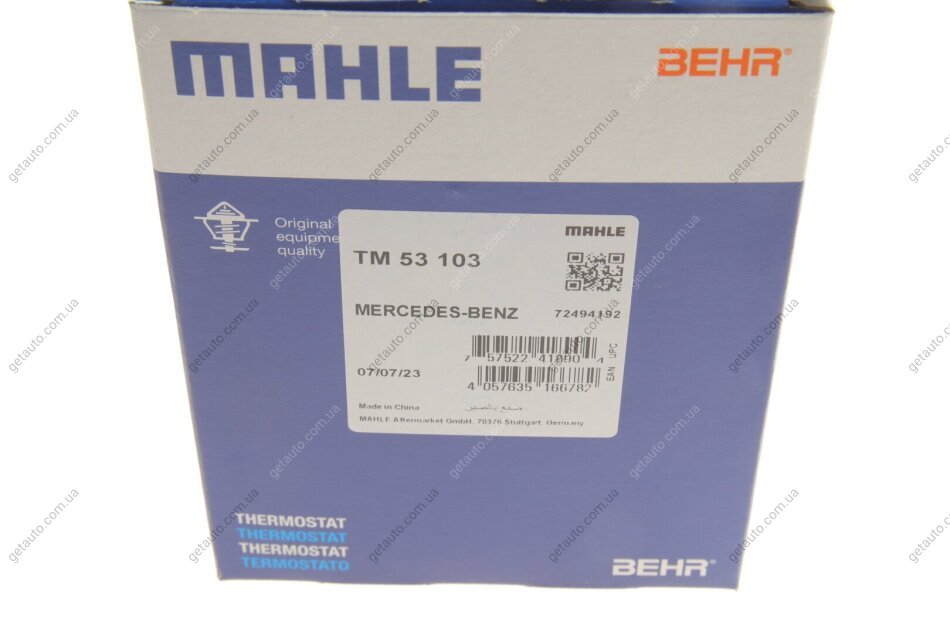 MAHLE
BEHR®
Original
equipme
quality
MAHLE
TM 53 103
MERCEDES-BENZ
72494192
7 57522 41890 4
UPC
07/07/23
4 057635 166782
EAN
Made in China
صنع بالصين
MAHLE Aftermarket GmbH, 70376 Stuttgart Germany
THERMOSTAT
THERMOSTAT
THERMOSTAT
TERMOSTATO
BEHR®
getauto.com.ua